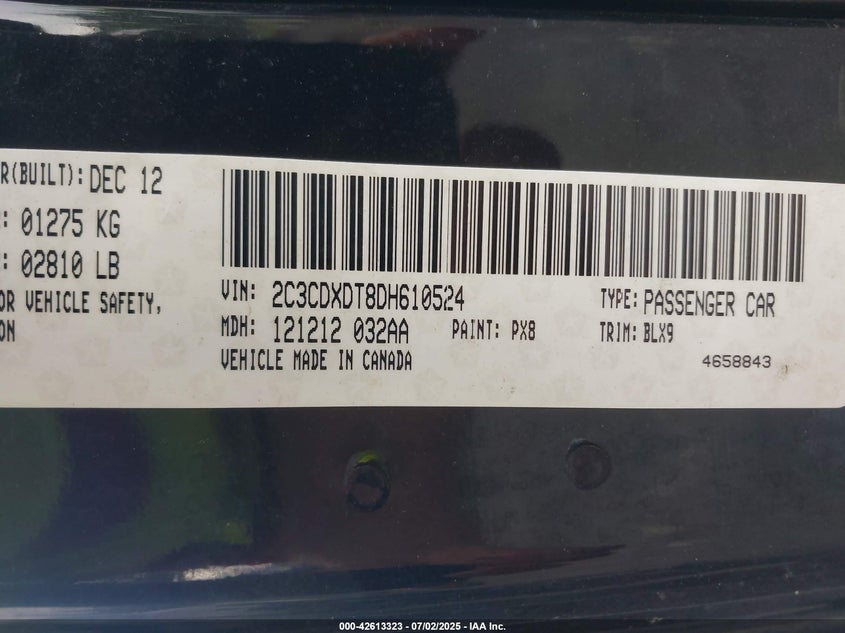 R(BUILT): DEC 12
: 01275 KG
: 02810 LB
OR VEHICLE SAFETY,
ON
VIN: 2C3CDXDT8DH610524
TYPE: PASSENGER CAR
MDH: 121212 032AA
PAINT: PX8
TRIM: BLX9
VEHICLE MADE IN CANADA
4658843
000-42613323 - 07/02/2025 - IAA Inc.